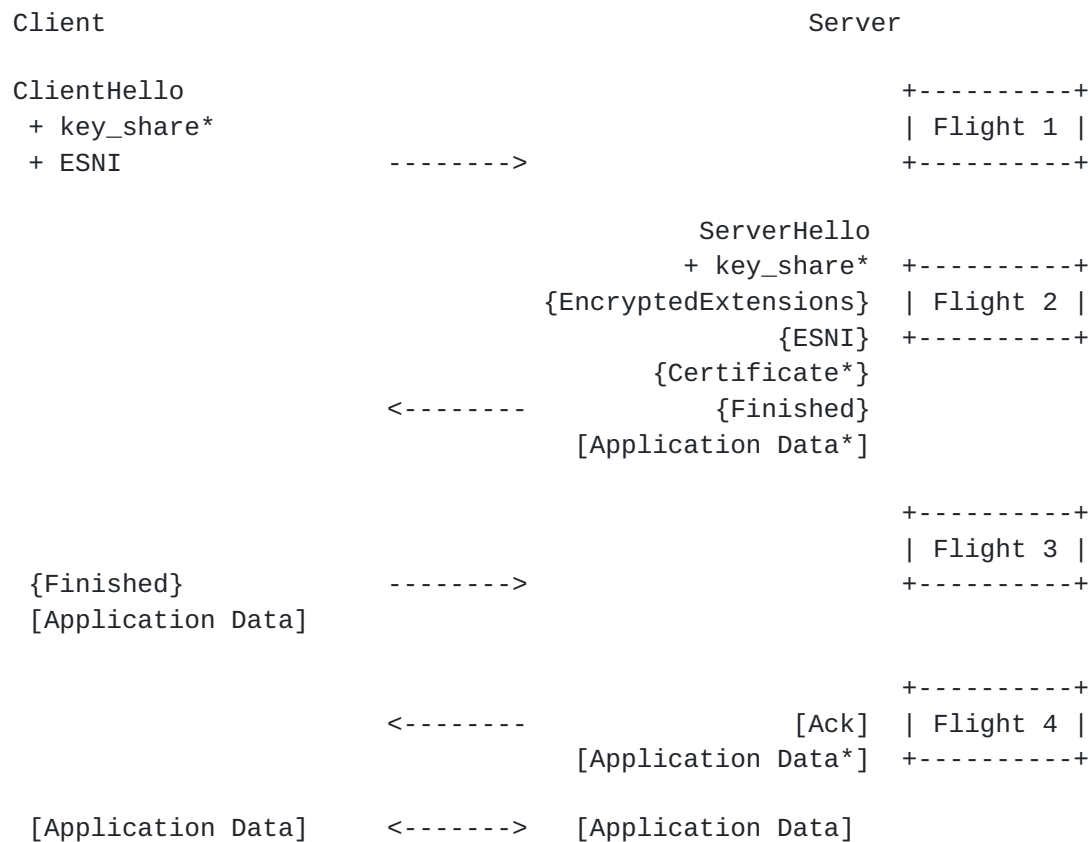 Client                                             Server

ClientHello                                              +----------+
 + key_share*                                            | Flight 1 |
 + ESNI                 -------->                        +----------+

                                            ServerHello
                                           + key_share*  +----------+
                                  {EncryptedExtensions}  | Flight 2 |
                                                 {ESNI}  +----------+
                                         {Certificate*}
                        <--------            {Finished}
                                    [Application Data*]

                                                         +----------+
                                                         | Flight 3 |
 {Finished}             -------->                        +----------+
 [Application Data]

                                                         +----------+
                        <--------                 [Ack]  | Flight 4 |
                                    [Application Data*]  +----------+

 [Application Data]     <------->   [Application Data]